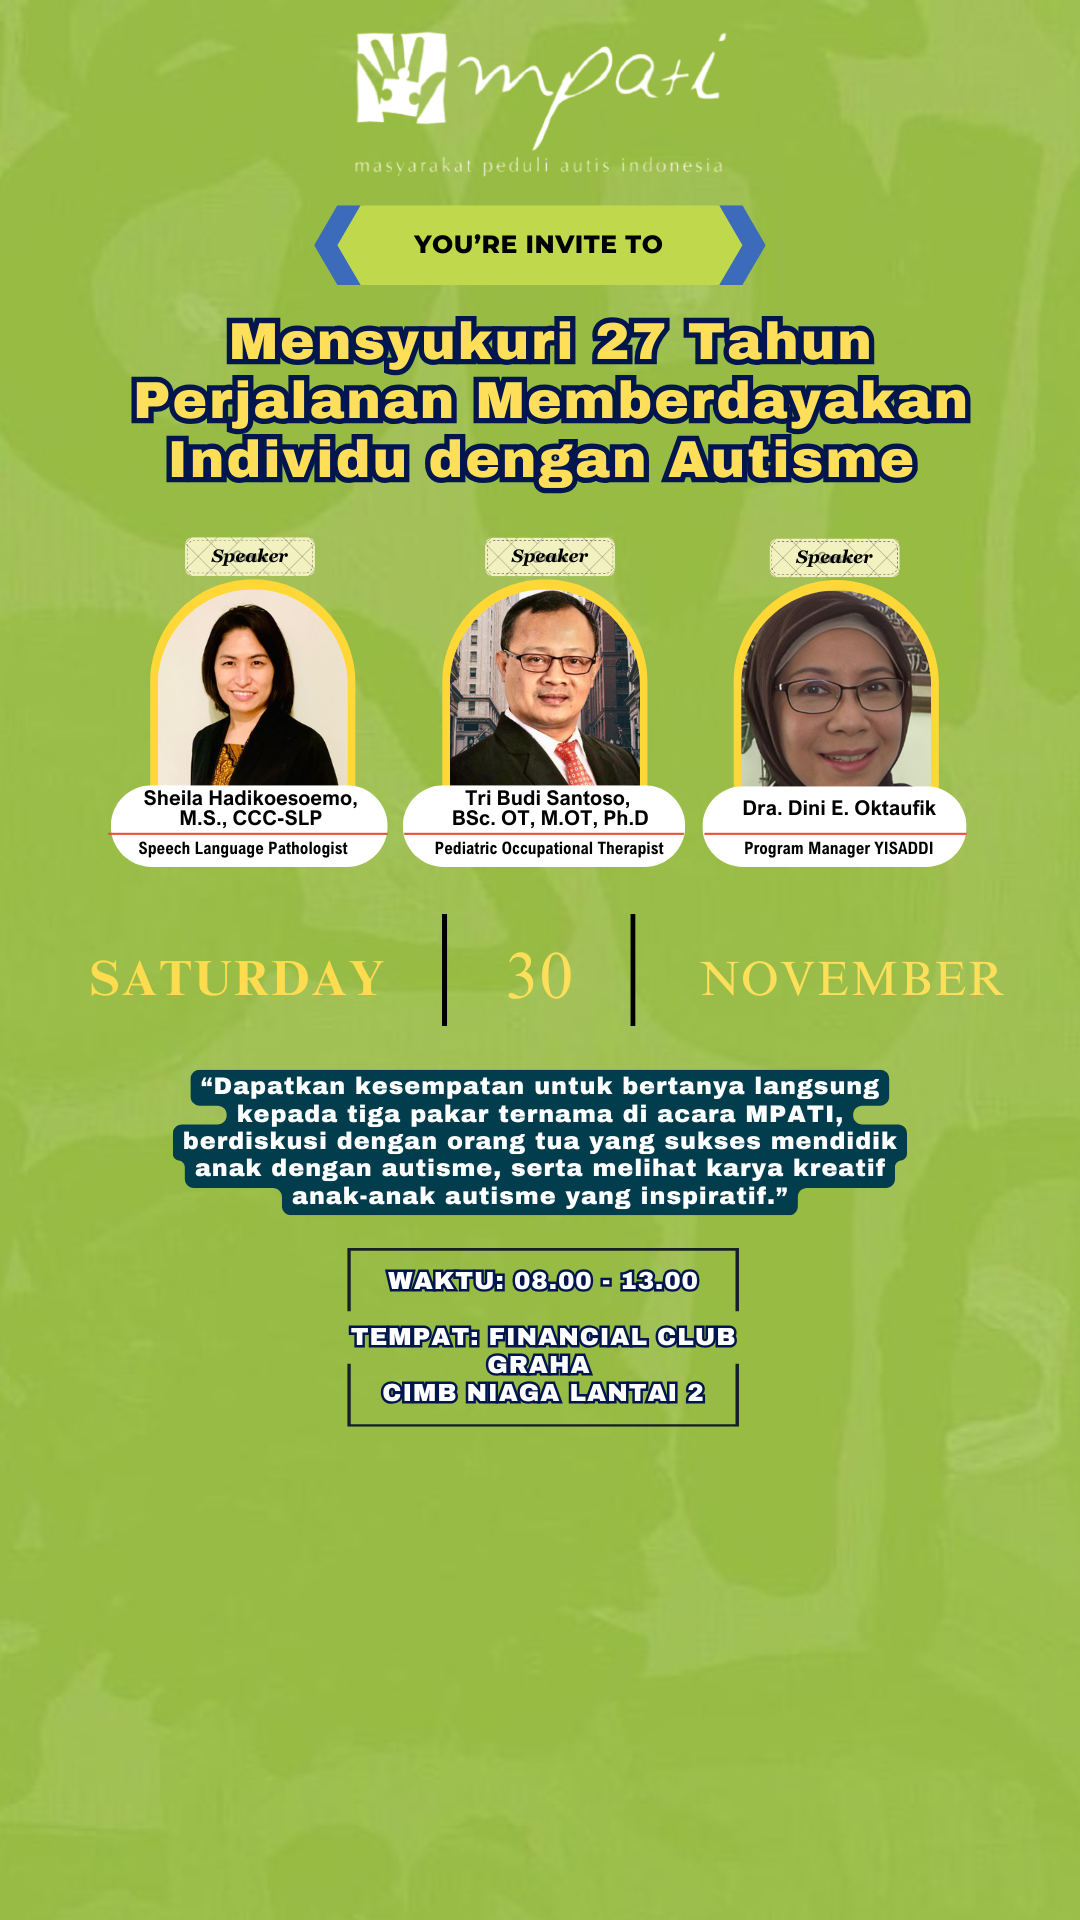 mpati
masyarakat peduli autis indonesia
YOU'RE INVITE TO
Mensyukuri 27 Tahun
Perjalanan Memberdayakan
Individu dengan Autisme
Speaker
Speaker
Speaker
Sheila Hadikoesoemo,
M.S., CCC-SLP
Speech Language Pathologist
Tri Budi Santoso,
BSc. OT, M.OT, Ph.D
Pediatric Occupational Therapist
Dra. Dini E. Oktaufik
Program Manager YISADDI
SATURDAY
30
NOVEMBER
“Dapatkan kesempatan untuk bertanya langsung
kepada tiga pakar ternama di acara MPATI,
berdiskusi dengan orang tua yang sukses mendidik
anak dengan autisme, serta melihat karya kreatif
anak-anak autisme yang inspiratif.”
WAKTU: 08.00 - 13.00
TEMPAT: FINANCIAL CLUB
GRAHA
CIMB NIAGA LANTAI 2